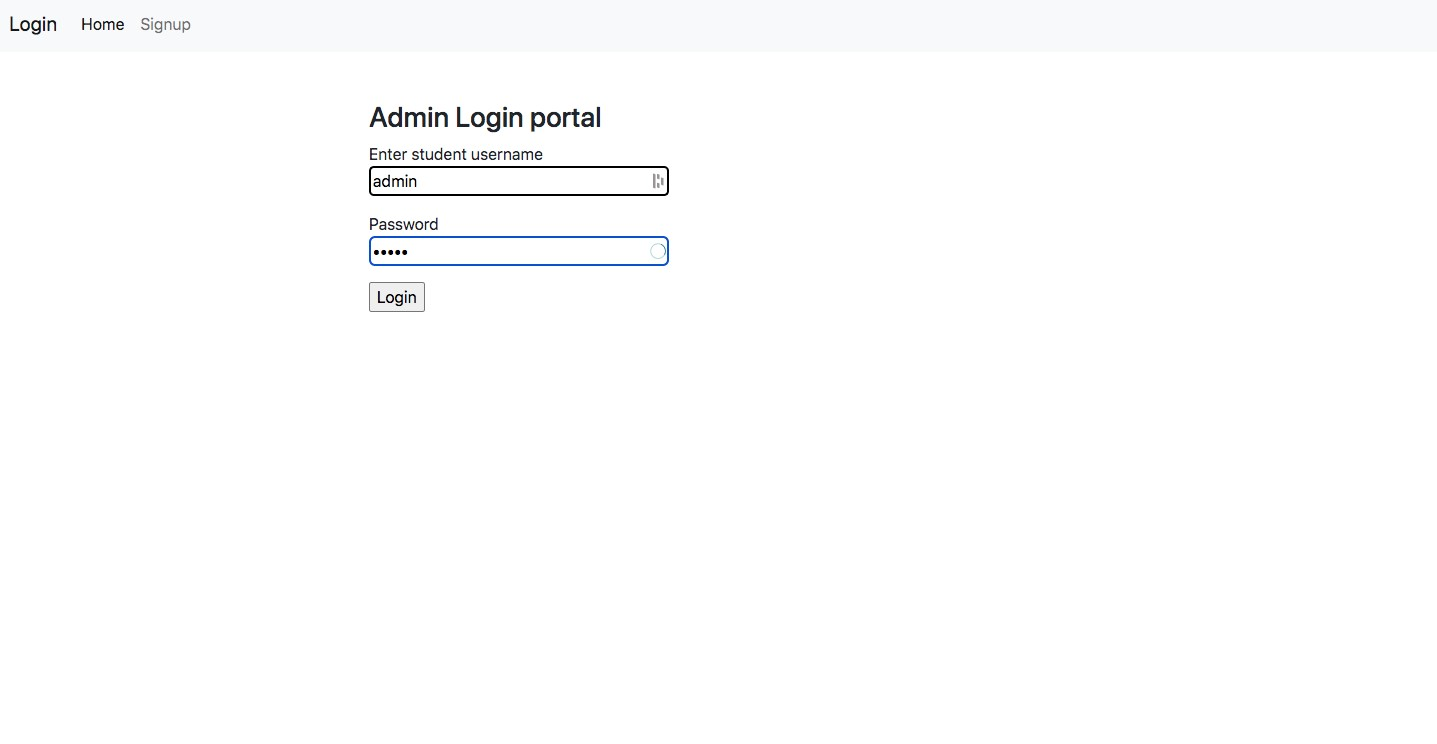 Login Home Signup
Admin Login portal
Enter student username
admin
Password
•••••
Login